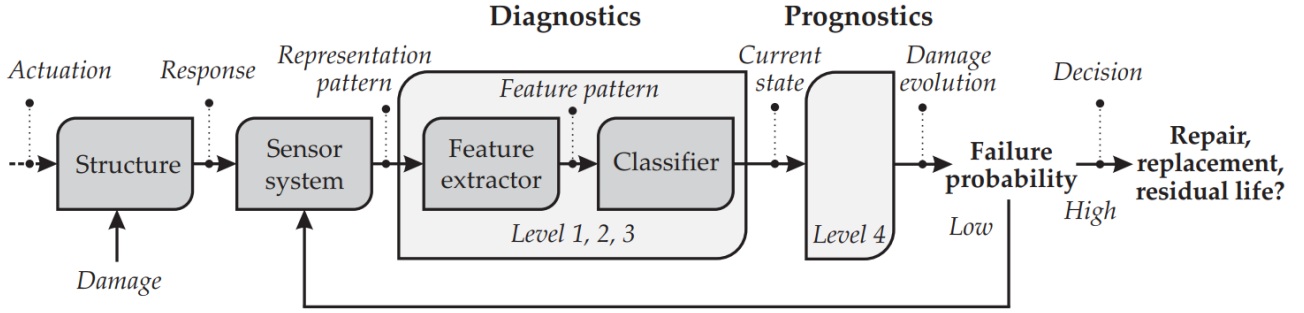 Diagnostics
Prognostics
Actuation
Response
Representation
pattern
Feature pattern
Current
state
Damage
evolution
Decision
Structure
Sensor
system
Feature
extractor
Classifier
Failure
probability
Repair,
replacement,
residual life?
Level 1, 2, 3
Level 4
Low
High
Damage